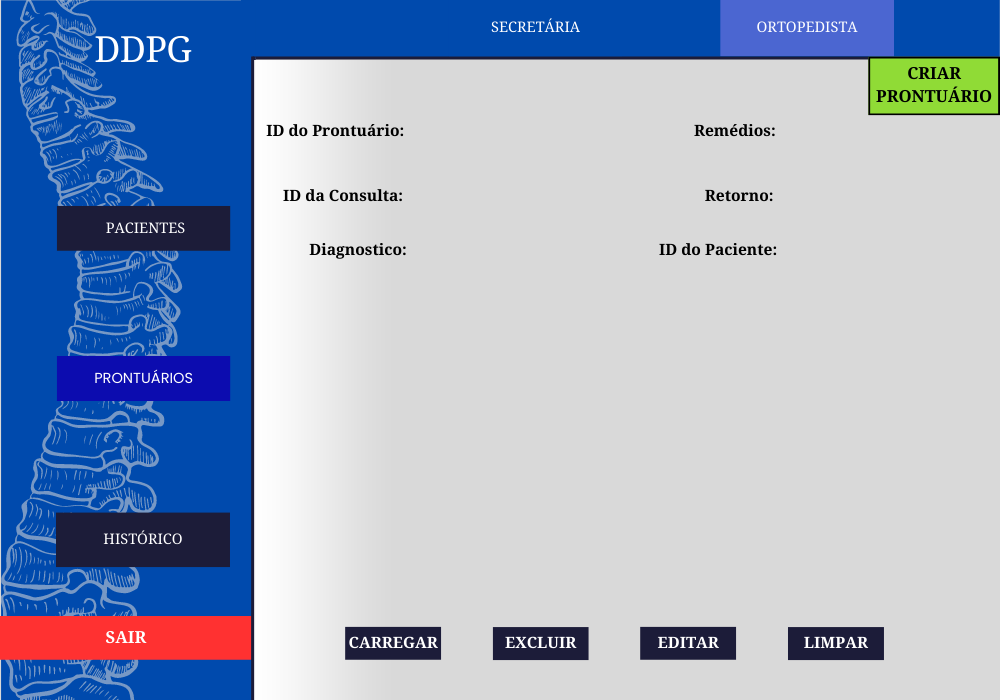 DDPG
SECRETÁRIA
ORTOPEDISTA
CRIAR
PRONTUÁRIO
ID do Prontuário:
Remédios:
ID da Consulta:
Retorno:
Diagnostico:
ID do Paciente:
PACIENTES
PRONTUÁRIOS
HISTÓRICO
SAIR
CARREGAR
EXCLUIR
EDITAR
LIMPAR